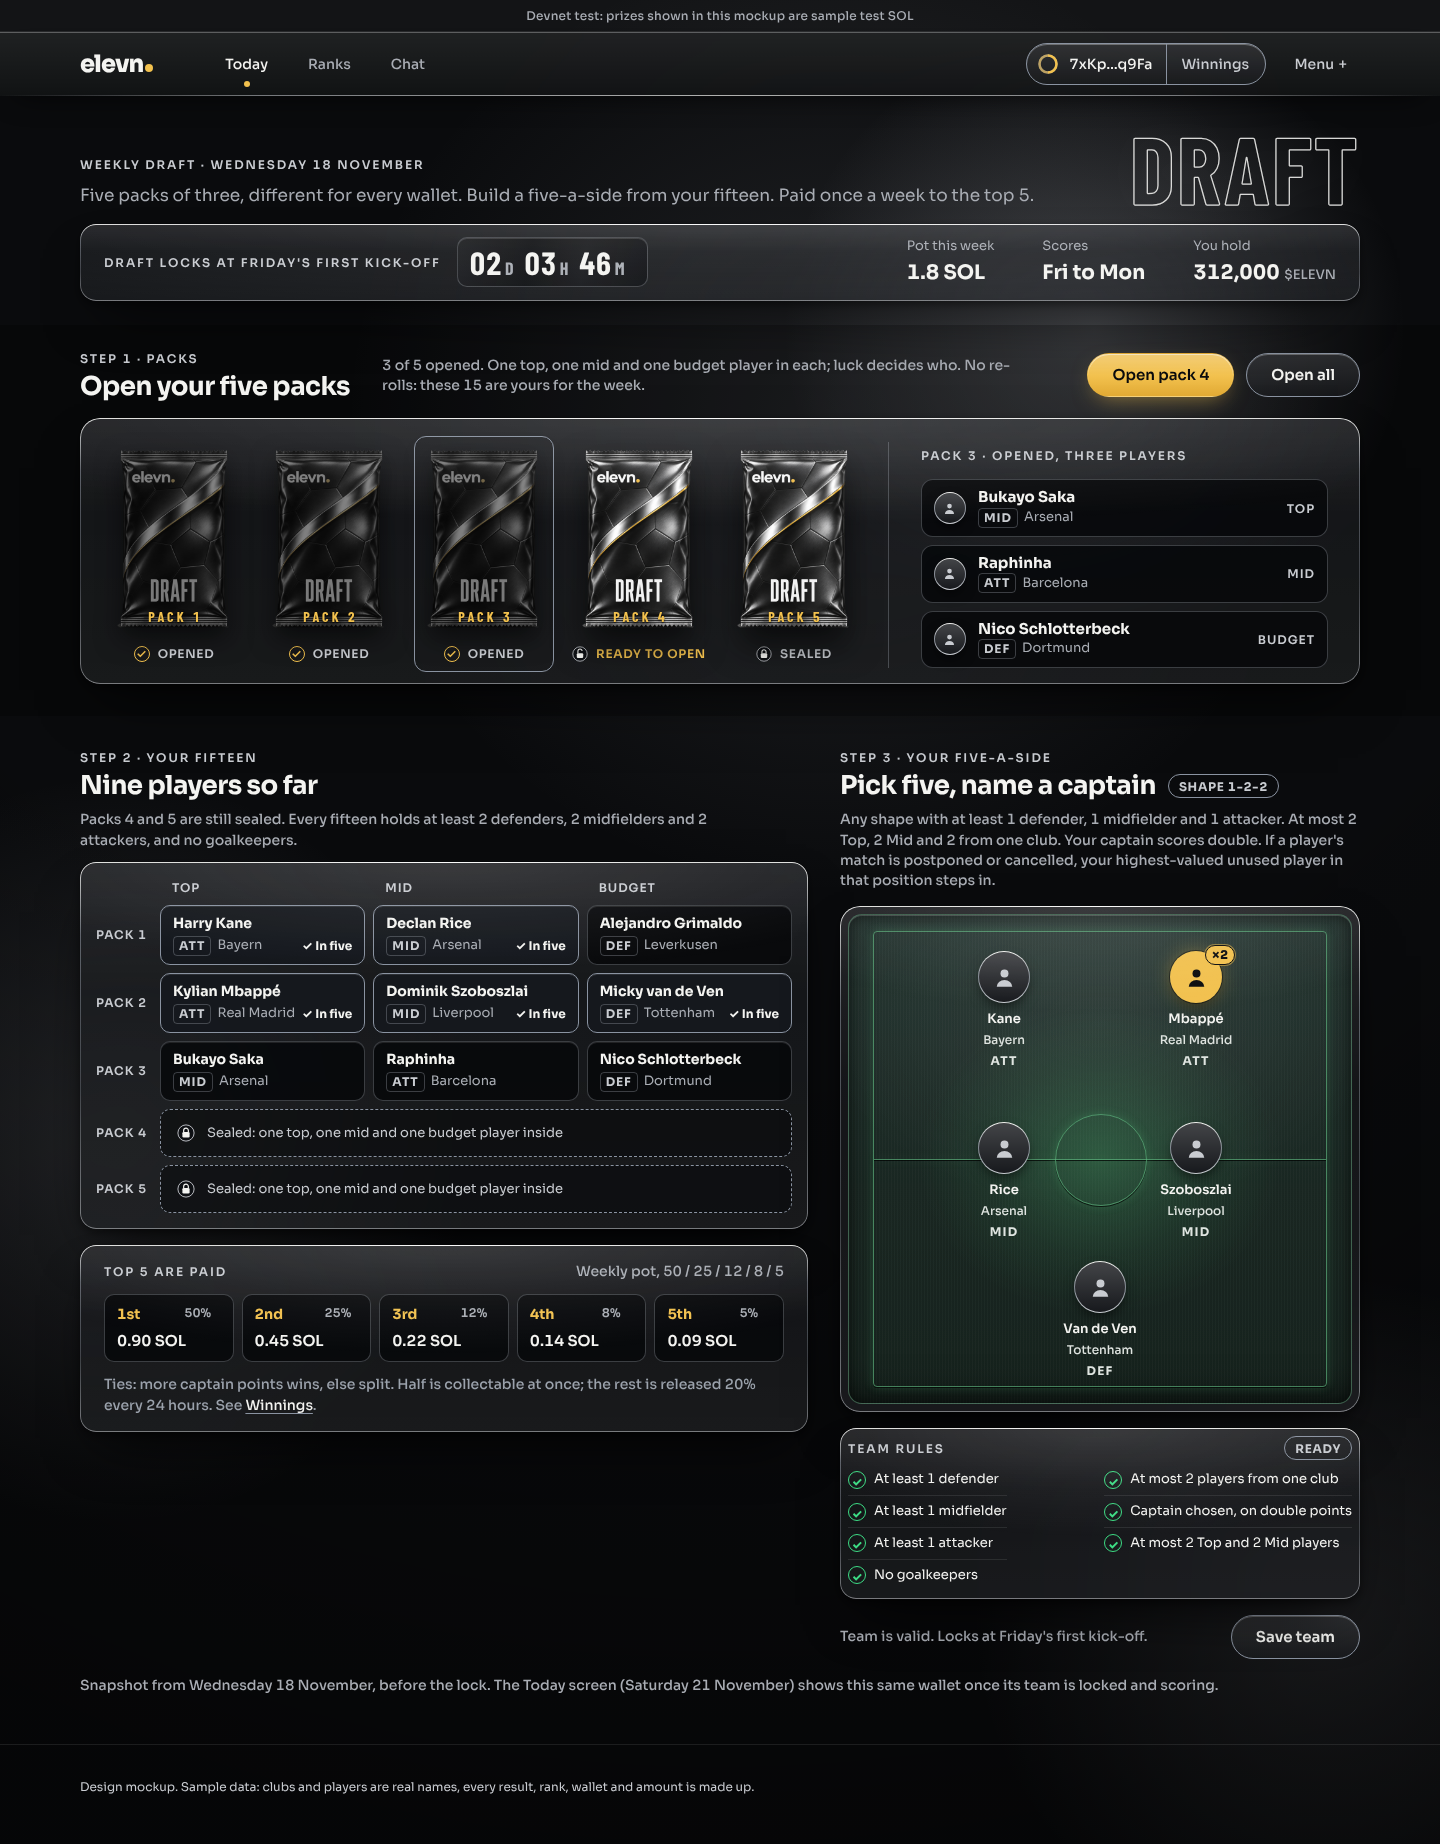 Devnet test: prizes shown in this mockup are sample test SOL
elevn.
Today
Ranks
Chat
7xKp...q9Fa
Winnings
Menu +
WEEKLY DRAFT · WEDNESDAY 18 NOVEMBER
Five packs of three, different for every wallet. Build a five-a-side from your fifteen. Paid once a week to the top 5.
DRAFT
DRAFT LOCKS AT FRIDAY'S FIRST KICK-OFF
02D 03H 46M
Pot this week
1.8 SOL
Scores
Fri to Mon
You hold
312,000 $ELEVN
STEP 1 · PACKS
Open your five packs
3 of 5 opened. One top, one mid and one budget player in each; luck decides who. No re-
rolls: these 15 are yours for the week.
Open pack 4
Open all
elevn.
DRAFT
PACK 1
OPENED
elevn.
DRAFT
PACK 2
OPENED
elevn.
DRAFT
PACK 3
OPENED
elevn.
DRAFT
PACK 4
READY TO OPEN
elevn.
DRAFT
PACK 5
SEALED
PACK 3 · OPENED, THREE PLAYERS
Bukayo Saka
MID Arsenal
TOP
Raphinha
ATT Barcelona
MID
Nico Schlotterbeck
DEF Dortmund
BUDGET
STEP 2 · YOUR FIFTEEN
Nine players so far
Packs 4 and 5 are still sealed. Every fifteen holds at least 2 defenders, 2 midfielders and 2
attackers, and no goalkeepers.
TOP
MID
BUDGET
PACK 1
Harry Kane
ATT Bayern ✓ In five
Declan Rice
MID Arsenal ✓ In five
Alejandro Grimaldo
DEF Leverkusen
PACK 2
Kylian Mbappé
ATT Real Madrid ✓ In five
Dominik Szoboszlai
MID Liverpool ✓ In five
Micky van de Ven
DEF Tottenham ✓ In five
PACK 3
Bukayo Saka
MID Arsenal
Raphinha
ATT Barcelona
Nico Schlotterbeck
DEF Dortmund
PACK 4
Sealed: one top, one mid and one budget player inside
PACK 5
Sealed: one top, one mid and one budget player inside
TOP 5 ARE PAID
Weekly pot, 50 / 25 / 12 / 8 / 5
1st 50%
0.90 SOL
2nd 25%
0.45 SOL
3rd 12%
0.22 SOL
4th 8%
0.14 SOL
5th 5%
0.09 SOL
Ties: more captain points wins, else split. Half is collectable at once; the rest is released 20%
every 24 hours. See Winnings.
STEP 3 · YOUR FIVE-A-SIDE
Pick five, name a captain
SHAPE 1-2-2
Any shape with at least 1 defender, 1 midfielder and 1 attacker. At most 2
Top, 2 Mid and 2 from one club. Your captain scores double. If a player's
match is postponed or cancelled, your highest-valued unused player in
that position steps in.
Kane
Bayern
ATT
×2
Mbappé
Real Madrid
ATT
Rice
Arsenal
MID
Szoboszlai
Liverpool
MID
Van de Ven
Tottenham
DEF
TEAM RULES
READY
At least 1 defender
At least 1 midfielder
At least 1 attacker
No goalkeepers
At most 2 players from one club
Captain chosen, on double points
At most 2 Top and 2 Mid players
Team is valid. Locks at Friday's first kick-off.
Save team
Snapshot from Wednesday 18 November, before the lock. The Today screen (Saturday 21 November) shows this same wallet once its team is locked and scoring.
Design mockup. Sample data: clubs and players are real names, every result, rank, wallet and amount is made up.